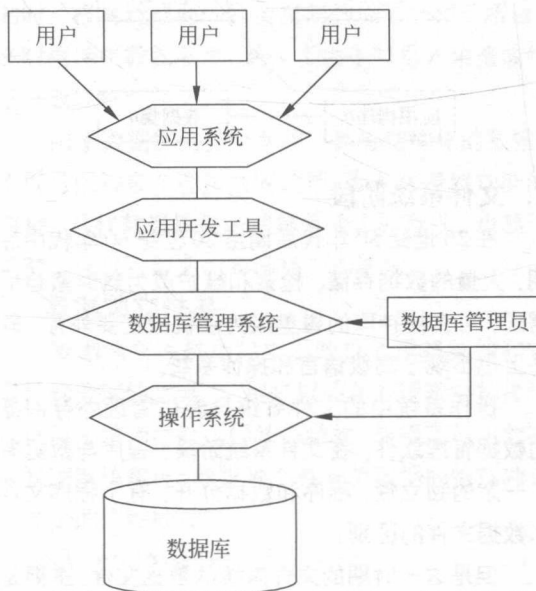 用户
用户
用户
应用系统
应用开发工具
数据库管理系统
数据库管理员
操作系统
数据库